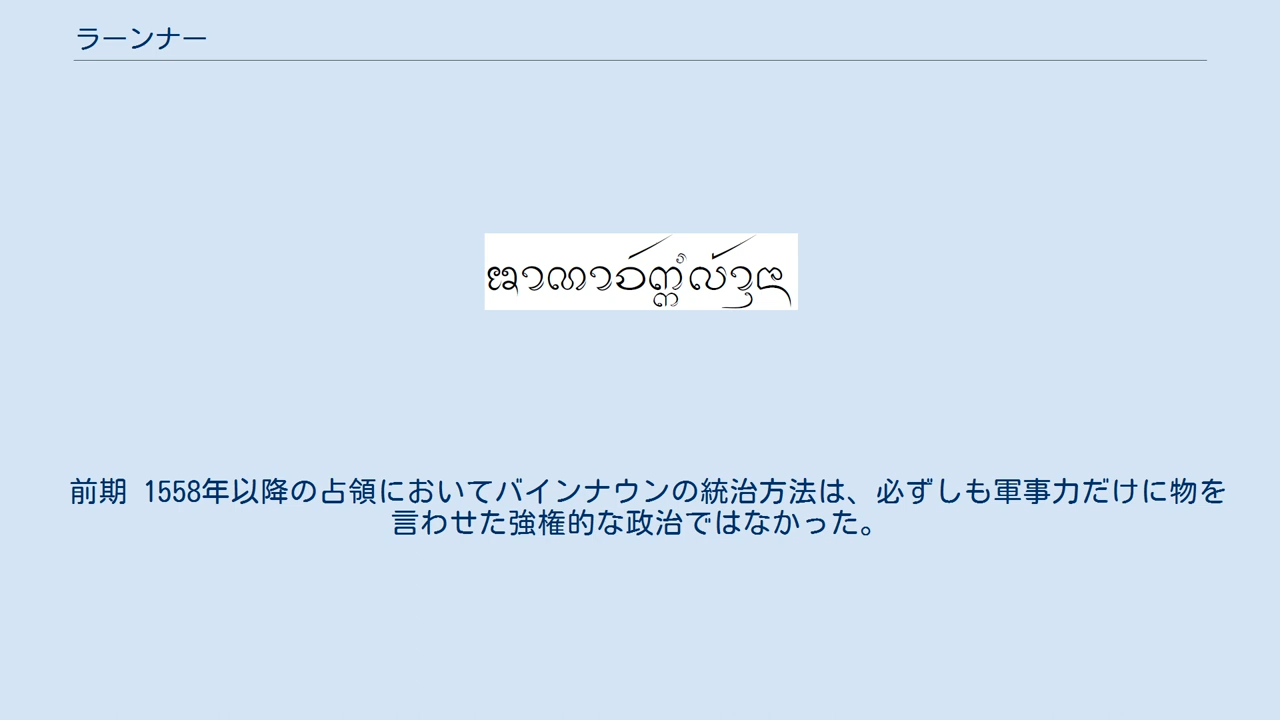 ラーンナー
ᩋᩣᨱᩣᨧᩢᨠ᩠ᨠ᩼ᩃ᩶ᩣ᩠ᨶᨶᩣ
前期 1558年以降の占領においてバインナウンの統治方法は、必ずしも軍事力だけに物を
言わせた強権的な政治ではなかった。